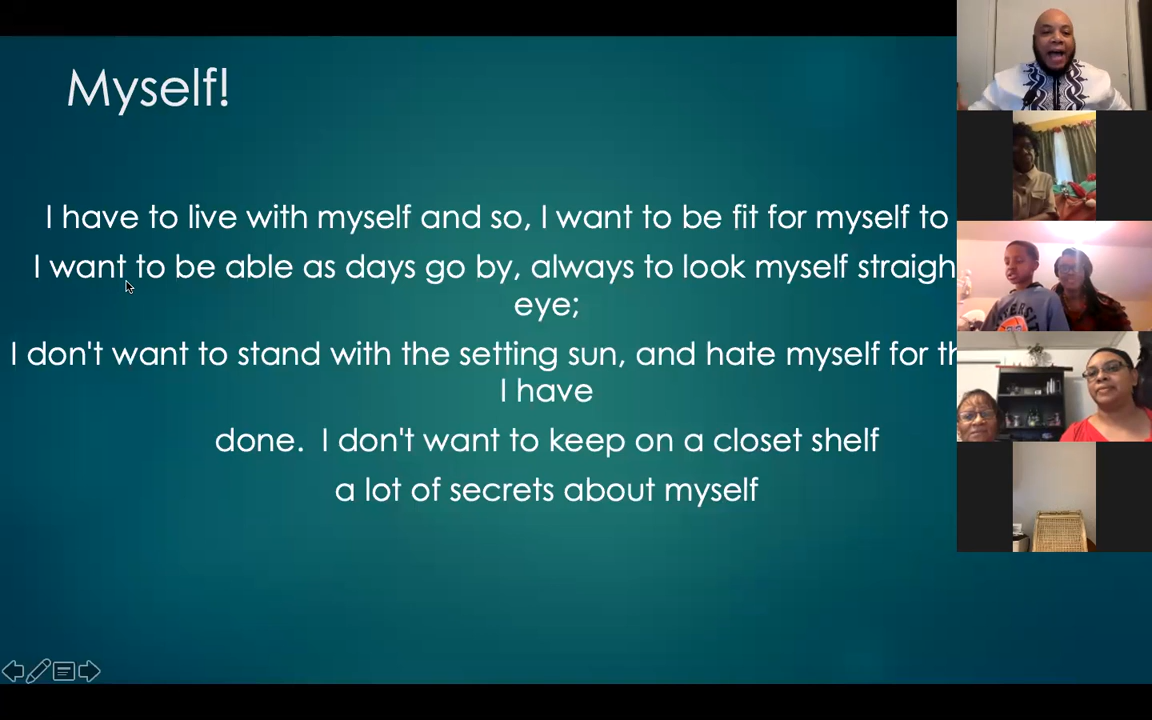 Myself!
I have to live with myself and so, I want to be fit for myself to
I want to be able as days go by, always to look myself straigh
eye;
I don't want to stand with the setting sun, and hate myself for th
I have
done.  I don't want to keep on a closet shelf
a lot of secrets about myself